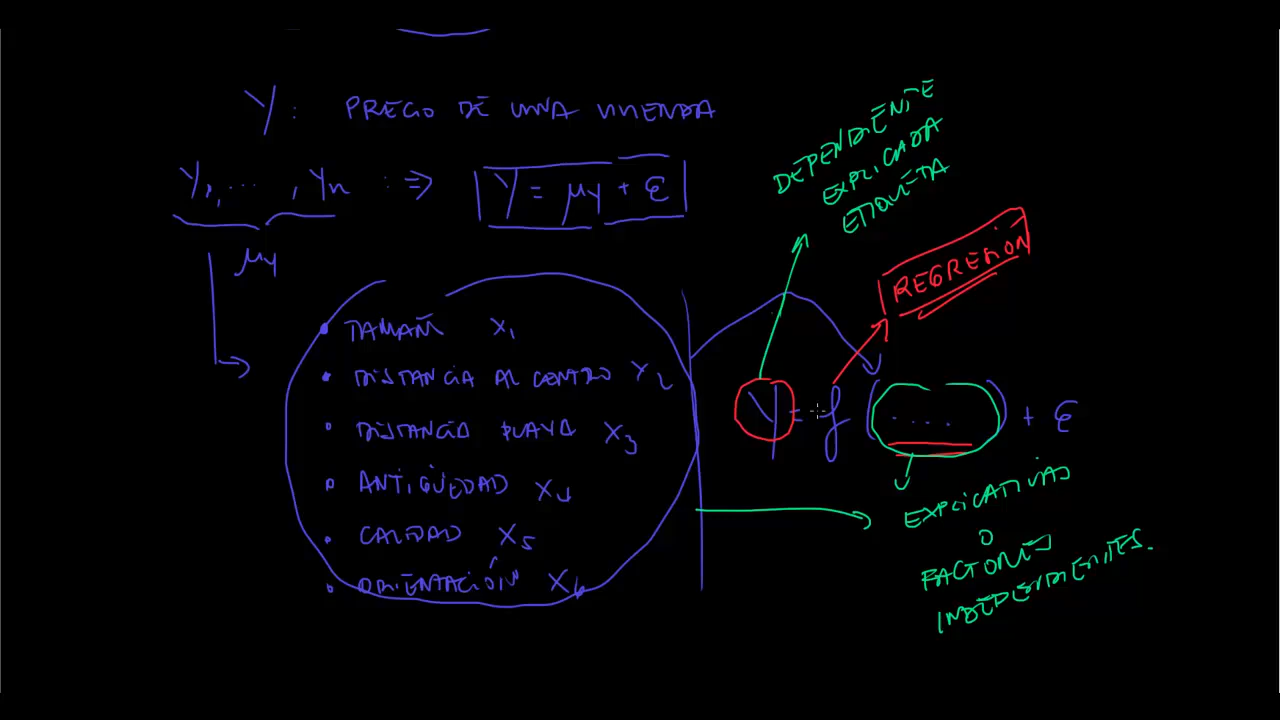 Y: PRECIO DE UNA VIVIENDA
Y₁, ..., Yn :⇒ Y = μy + ε
μy
• TAMAÑ X₁
• DISTANCIA AL CENTRO X₂
• DISTANCIA PLAYA X₃
• ANTIGÜEDAD X₄
• CALIDAD X₅
• ORIENTACIÓN X₆
DEPENDIENTE
EXPLICADA
ETIQUETA
REGRESIÓN
Y = f (....) + ε
EXPLICATIVAS
O
FACTORES
INDEPENDIENTES.